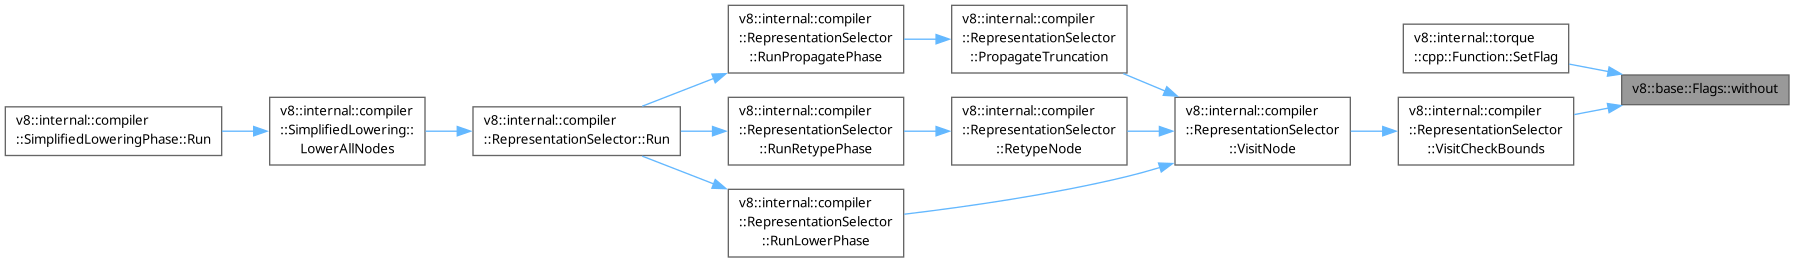 v8::internal::compiler
::SimplifiedLoweringPhase::Run
v8::internal::compiler
::SimplifiedLowering::
LowerAllNodes
v8::internal::compiler
::RepresentationSelector::Run
v8::internal::compiler
::RepresentationSelector
::RunPropagatePhase
v8::internal::compiler
::RepresentationSelector
::RunRetypePhase
v8::internal::compiler
::RepresentationSelector
::RunLowerPhase
v8::internal::compiler
::RepresentationSelector
::PropagateTruncation
v8::internal::compiler
::RepresentationSelector
::RetypeNode
v8::internal::compiler
::RepresentationSelector
::VisitNode
v8::internal::torque
::cpp::Function::SetFlag
v8::internal::compiler
::RepresentationSelector
::VisitCheckBounds
v8::base::Flags::without